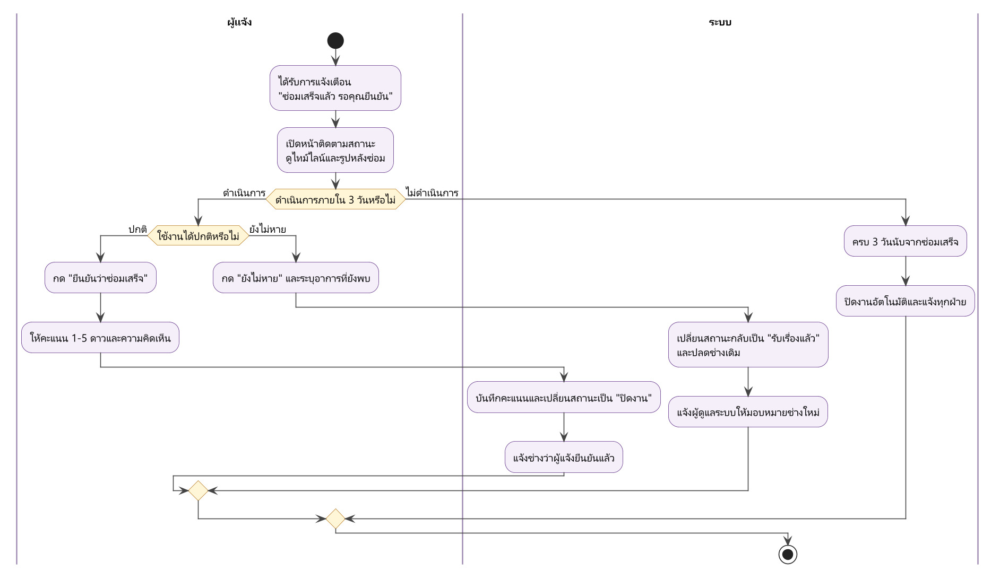 ผู้แจ้ง
ระบบ
ได้รับการแจ้งเตือน
"ซ่อมเสร็จแล้ว รอคุณยืนยัน"
เปิดหน้าติดตามสถานะ
ดูไทม์ไลน์และรูปหลังซ่อม
ดำเนินการ
ดำเนินการภายใน 3 วันหรือไม่
ไม่ดำเนินการ
ปกติ
ใช้งานได้ปกติหรือไม่
ยังไม่หาย
ครบ 3 วันนับจากซ่อมเสร็จ
กด "ยืนยันว่าซ่อมเสร็จ"
กด "ยังไม่หาย" และระบุอาการที่ยังพบ
ปิดงานอัตโนมัติและแจ้งทุกฝ่าย
ให้คะแนน 1-5 ดาวและความคิดเห็น
เปลี่ยนสถานะกลับเป็น "รับเรื่องแล้ว"
และปลดช่างเดิม
บันทึกคะแนนและเปลี่ยนสถานะเป็น "ปิดงาน"
แจ้งผู้ดูแลระบบให้มอบหมายช่างใหม่
แจ้งช่างว่าผู้แจ้งยืนยันแล้ว